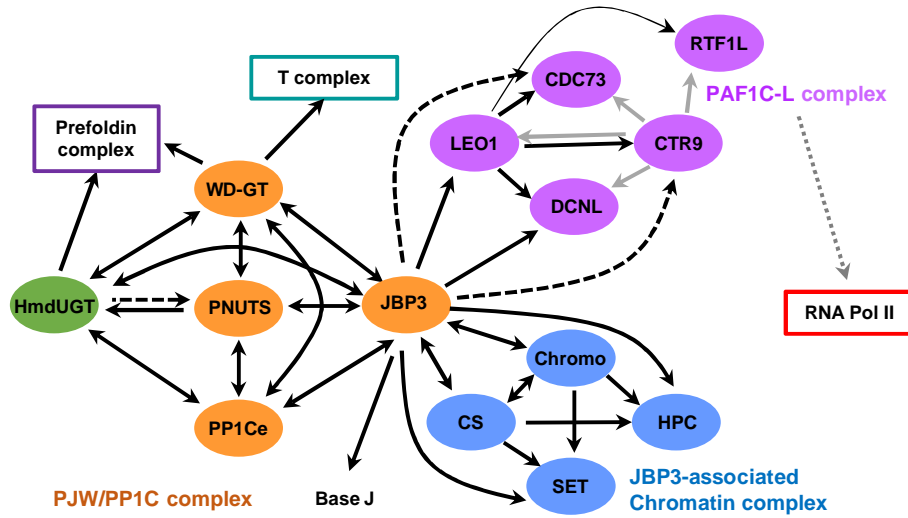 RTF1L
T complex
CDC73
PAF1C-L complex
Prefoldin
complex
LEO1
CTR9
WD-GT
DCNL
HmdUGT
PNUTS
JBP3
RNA Pol II
Chromo
PP1Ce
CS
HPC
SET
JBP3-associated
Chromatin complex
PJW/PP1C complex
Base J